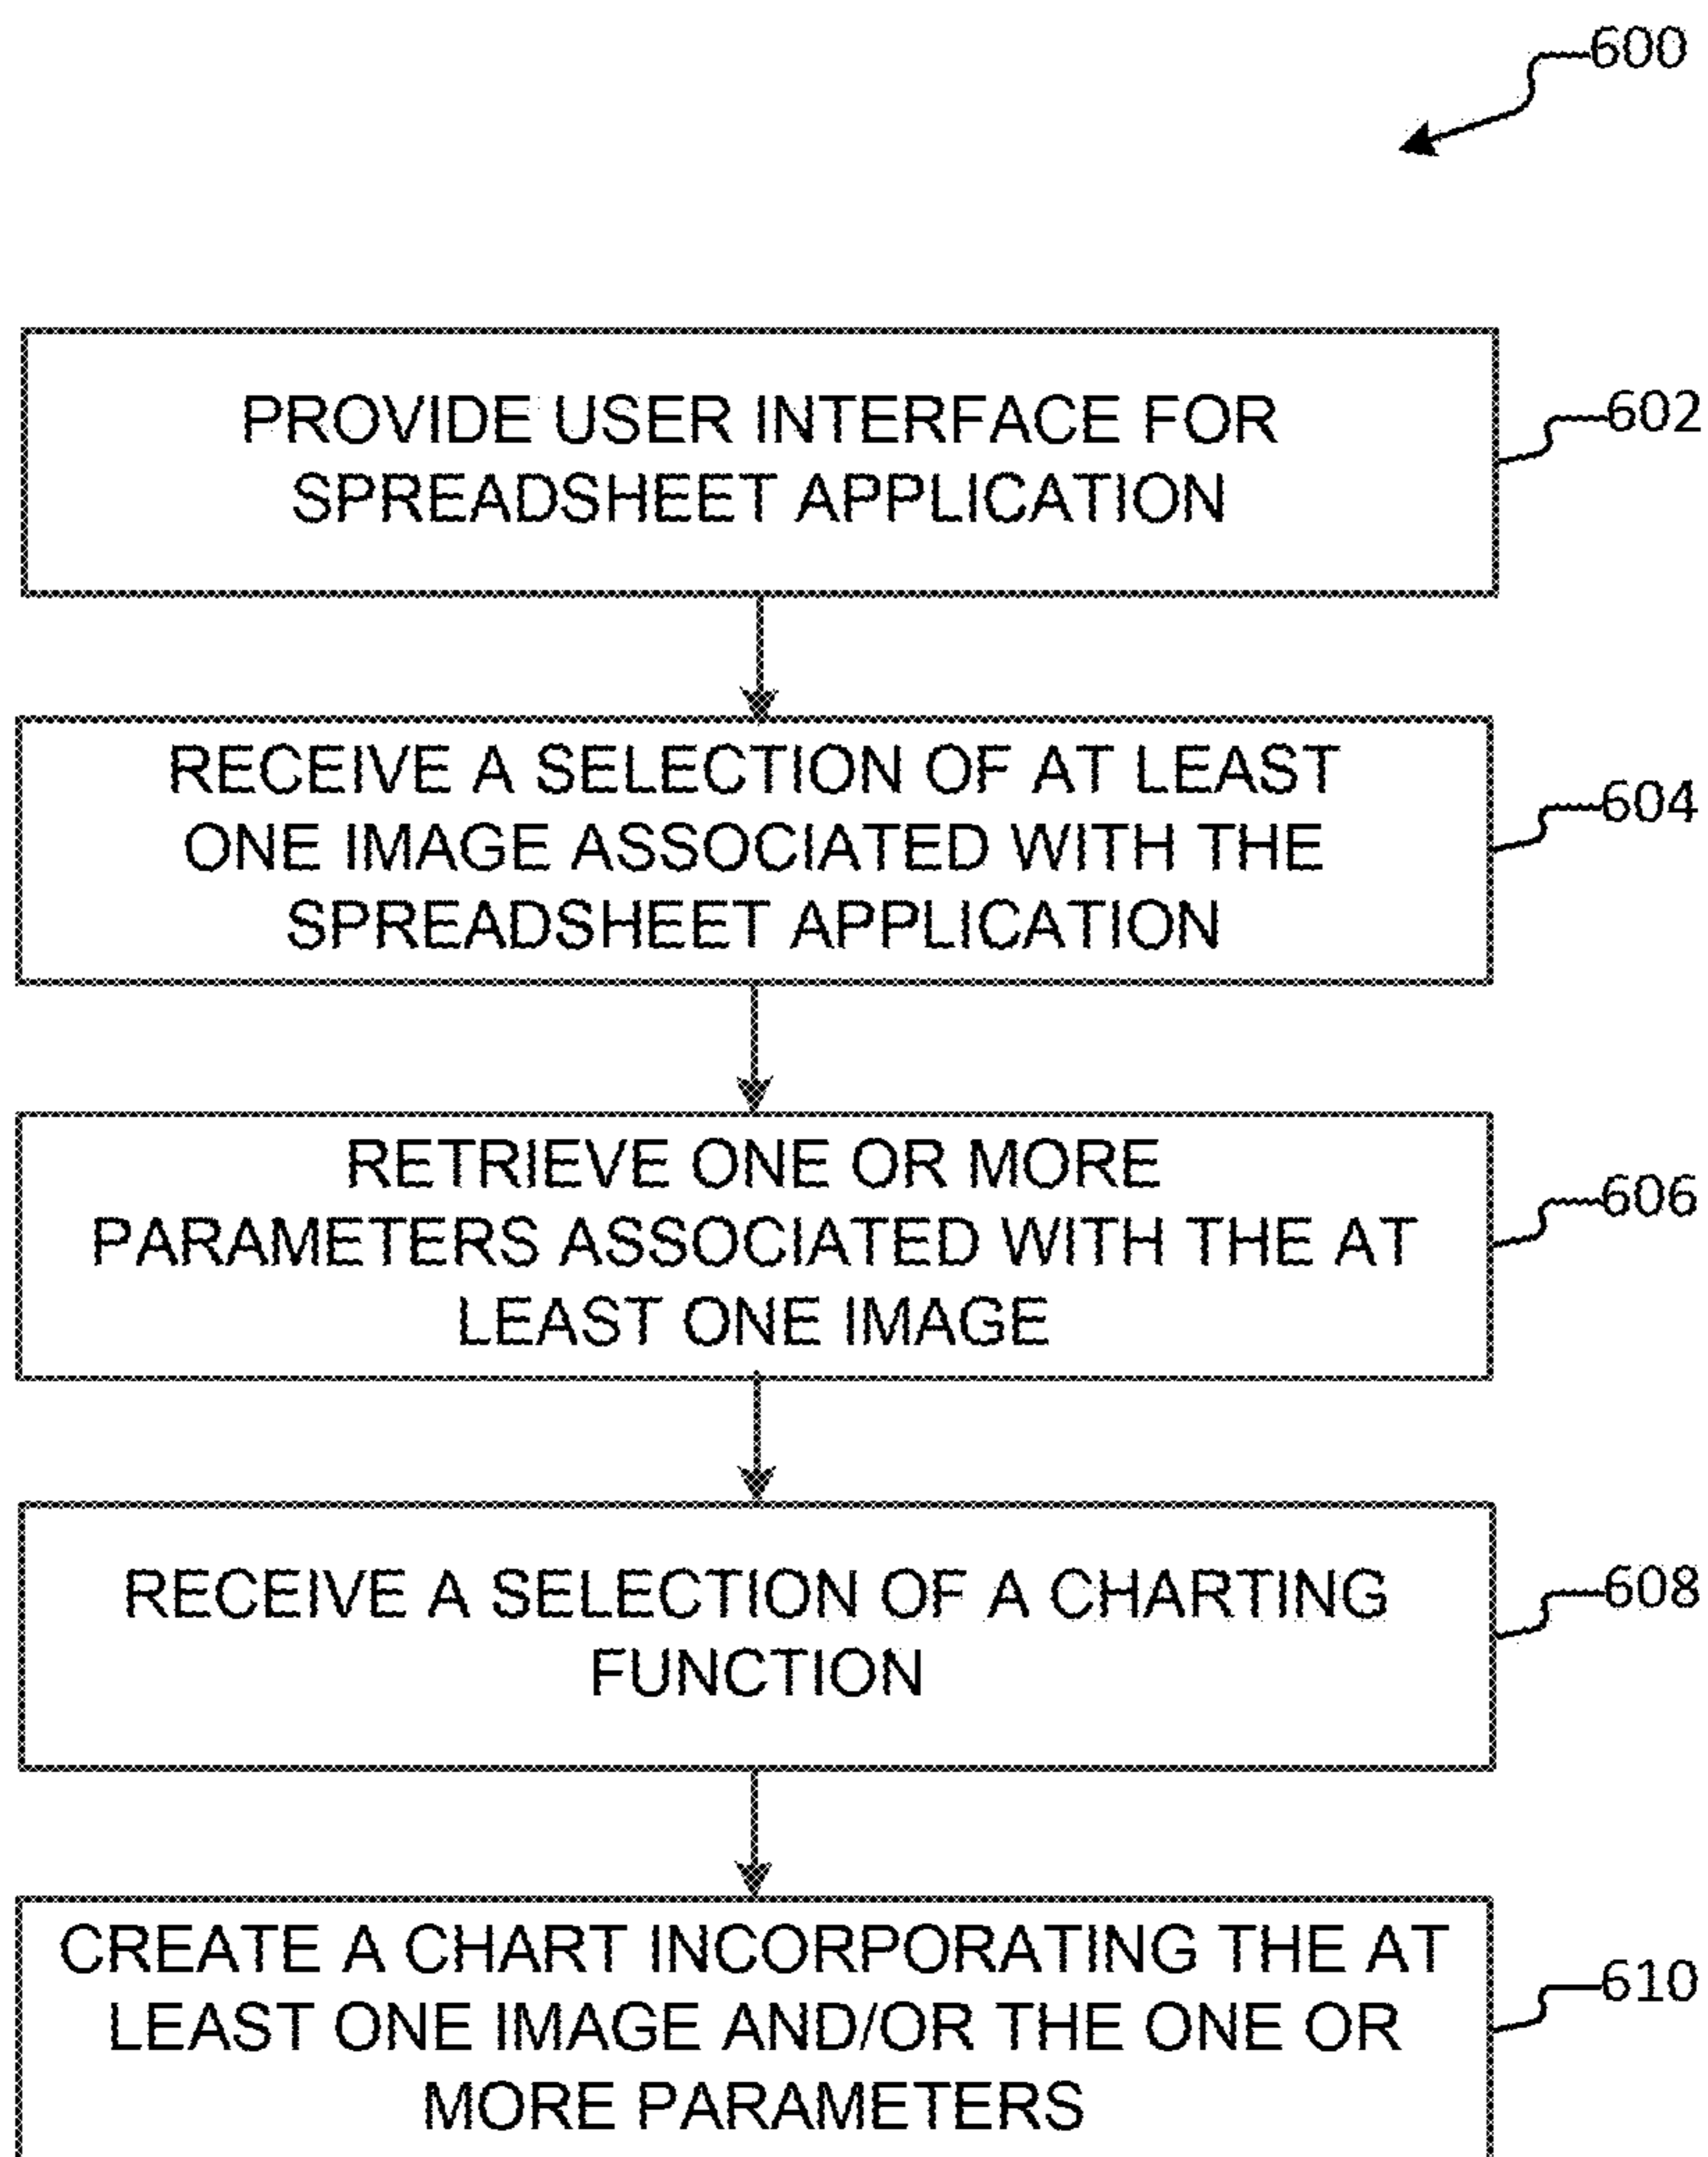 600
PROVIDE USER INTERFACE FOR
SPREADSHEET APPLICATION
602
RECEIVE A SELECTION OF AT LEAST
ONE IMAGE ASSOCIATED WITH THE
SPREADSHEET APPLICATION
604
RETRIEVE ONE OR MORE
PARAMETERS ASSOCIATED WITH THE AT
LEAST ONE IMAGE
606
RECEIVE A SELECTION OF A CHARTING
FUNCTION
608
CREATE A CHART INCORPORATING THE AT
LEAST ONE IMAGE AND/OR THE ONE OR
MORE PARAMETERS
610